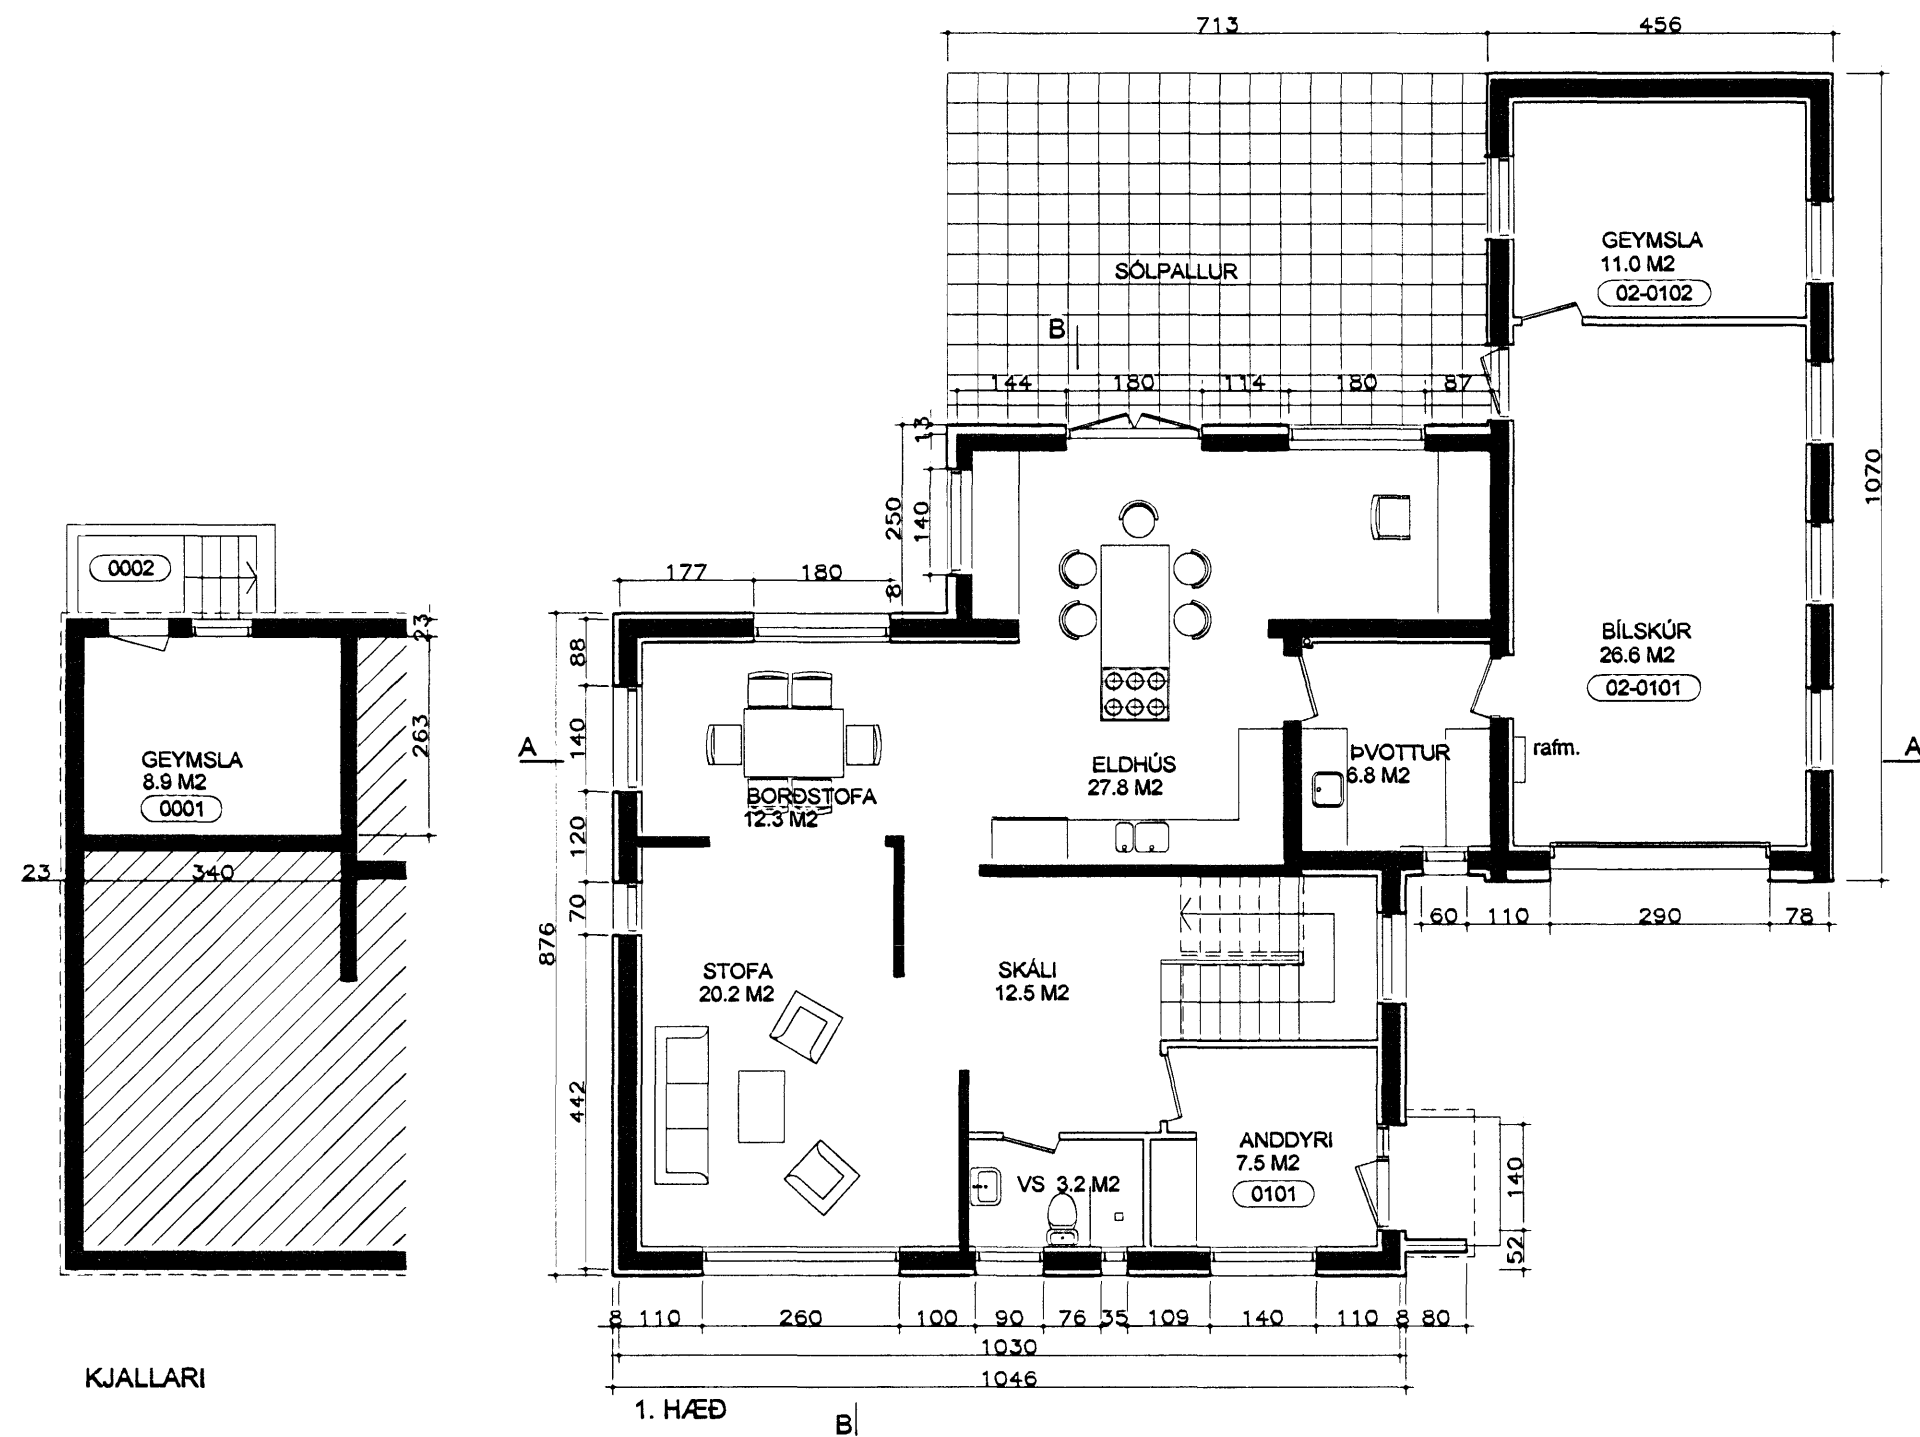 713
456
GEYMSLA
11.0 M2
02-0102
SÓLPALLUR
B
144
180
114
180
87
13
250
140
8
1070
0002
177
180
23
BÍLSKÚR
26.6 M2
02-0101
88
263
140
A
A
GEYMSLA
8.9 M2
0001
ELDHÚS
27.8 M2
ÞVOTTUR
6.8 M2
rafm.
BORÐSTOFA
12.3 M2
120
23
340
70
60
110
290
78
876
STOFA
20.2 M2
SKÁLI
12.5 M2
442
ANDDYRI
7.5 M2
0101
VS 3.2 M2
140
52
8
110
260
100
90
76
35
109
140
110
8
80
1030
1046
KJALLARI
1. HÆÐ
B